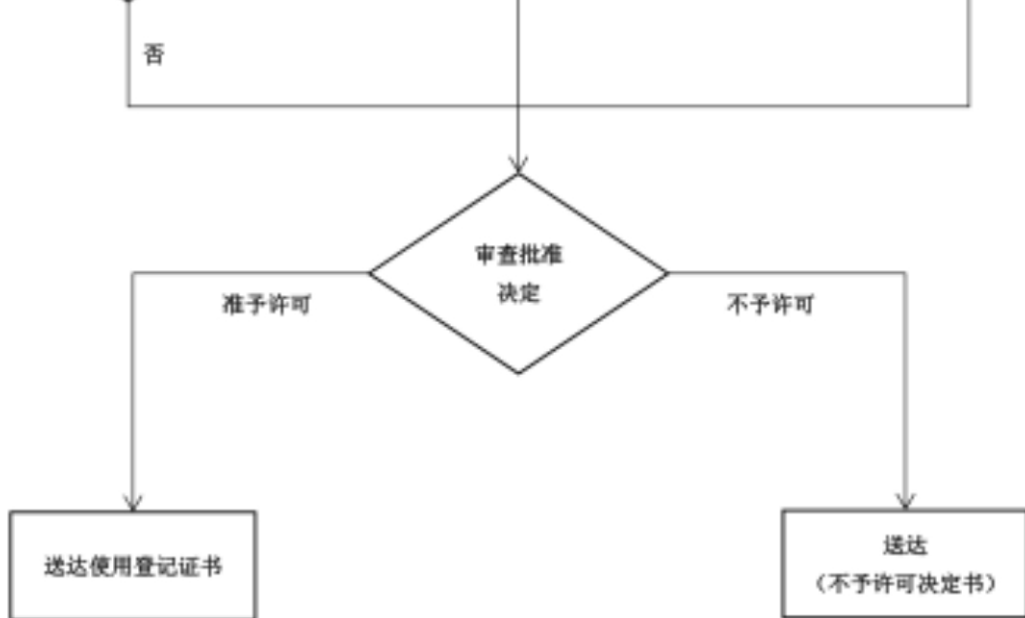 否
审查批准
决定
准予许可
不予许可
送达使用登记证书
送达
（不予许可决定书）